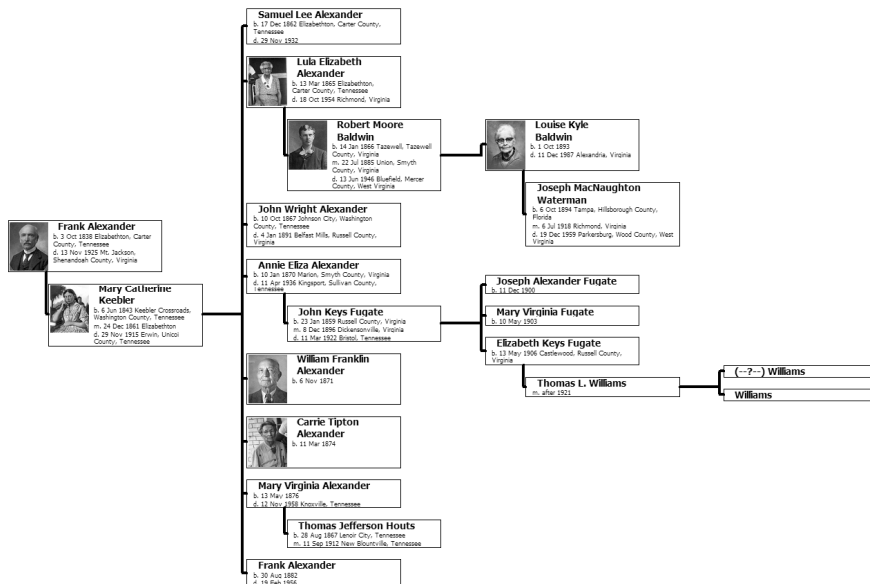 Samuel Lee Alexander
b. 17 Dec 1862 Elizabethton, Carter County,
Tennessee
d. 29 Nov 1932
Lula Elizabeth
Alexander
b. 13 Mar 1865 Elizabethton,
Carter County, Tennessee
d. 18 Oct 1954 Richmond, Virginia
Robert Moore
Baldwin
b. 14 Jan 1866 Tazewell, Tazewell
County, Virginia
m. 22 Jul 1885 Union, Smyth
County, Virginia
d. 13 Jun 1946 Bluefield, Mercer
County, West Virginia
Louise Kyle
Baldwin
b. 1 Oct 1893
d. 11 Dec 1987 Alexandria, Virginia
Joseph MacNaughton
Waterman
b. 6 Oct 1894 Tampa, Hillsborough County,
Florida
m. 6 Jul 1918 Richmond, Virginia
d. 19 Dec 1959 Parkersburg, Wood County, West
Virginia
John Wright Alexander
b. 10 Oct 1867 Johnson City, Washington
County, Tennessee
d. 4 Jan 1891 Belfast Mills, Russell County,
Virginia
Frank Alexander
b. 3 Oct 1838 Elizabethton, Carter
County, Tennessee
d. 13 Nov 1925 Mt. Jackson,
Shenandoah County, Virginia
Mary Catherine
Keebler
b. 6 Jun 1843 Keebler Crossroads,
Washington County, Tennessee
m. 24 Dec 1861 Elizabethton
d. 29 Nov 1915 Erwin, Unicoi
County, Tennessee
Annie Eliza Alexander
b. 10 Jan 1870 Marion, Smyth County, Virginia
d. 11 Apr 1936 Kingsport, Sullivan County,
Tennessee
John Keys Fugate
b. 23 Jan 1859 Russell County, Virginia
m. 8 Dec 1896 Dickensonville, Virginia
d. 11 Mar 1922 Bristol, Tennessee
Joseph Alexander Fugate
b. 11 Dec 1900
Mary Virginia Fugate
b. 10 May 1903
Elizabeth Keys Fugate
b. 13 May 1906 Castlewood, Russell County,
Virginia
Thomas L. Williams
m. after 1921
(--?--) Williams
Williams
William Franklin
Alexander
b. 6 Nov 1871
Carrie Tipton
Alexander
b. 11 Mar 1874
Mary Virginia Alexander
b. 13 May 1876
d. 12 Nov 1958 Knoxville, Tennessee
Thomas Jefferson Houts
b. 28 Aug 1867 Lenoir City, Tennessee
m. 11 Sep 1912 New Blountville, Tennessee
Frank Alexander
b. 30 Aug 1882
d. 19 Feb 1956